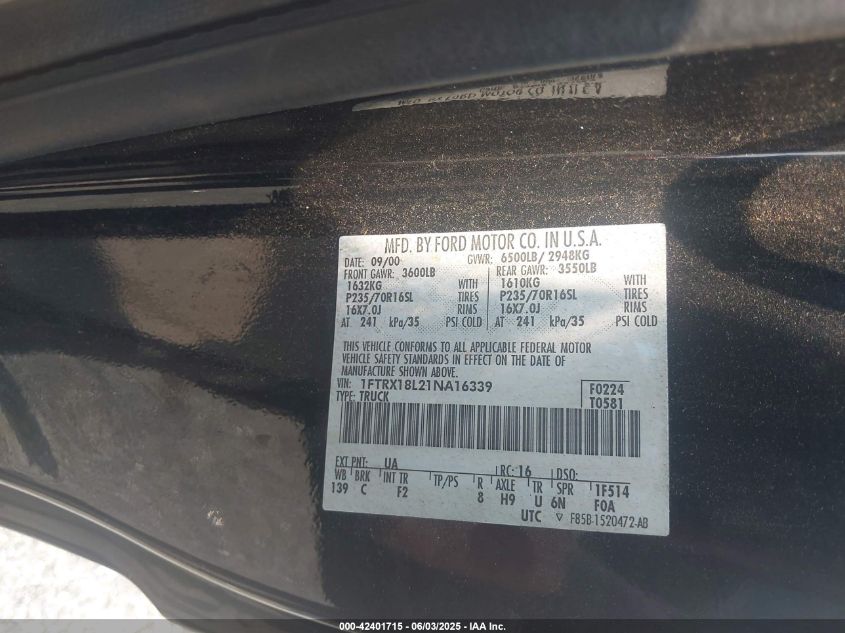 MFD. BY FORD MOTOR CO. IN U.S.A.
DATE: 09/00 GVWR: 6500LB/ 2948KG
FRONT GAWR: 3600LB REAR GAWR: 3550LB
1632KG WITH 1610KG WITH
P235/70R16SL TIRES P235/70R16SL TIRES
16X7.0J RIMS 16X7.0J RIMS
AT 241 kPa/35 PSI COLD AT 241 kPa/35 PSI COLD
THIS VEHICLE CONFORMS TO ALL APPLICABLE FEDERAL MOTOR
VEHICLE SAFETY STANDARDS IN EFFECT ON THE DATE OF
MANUFACTURE SHOWN ABOVE.
VIN: 1FTRX18L21NA16339 F0224
TYPE: TRUCK T0581
EXT PNT: UA RC: 16 DSO:
WB BRK INT TR TP/PS R AXLE TR SPR 1F514
139 C F2 8 H9 U 6N F0A
UTC ▽ F85B-1520472-AB
000-42401715 - 06/03/2025 - IAA Inc.